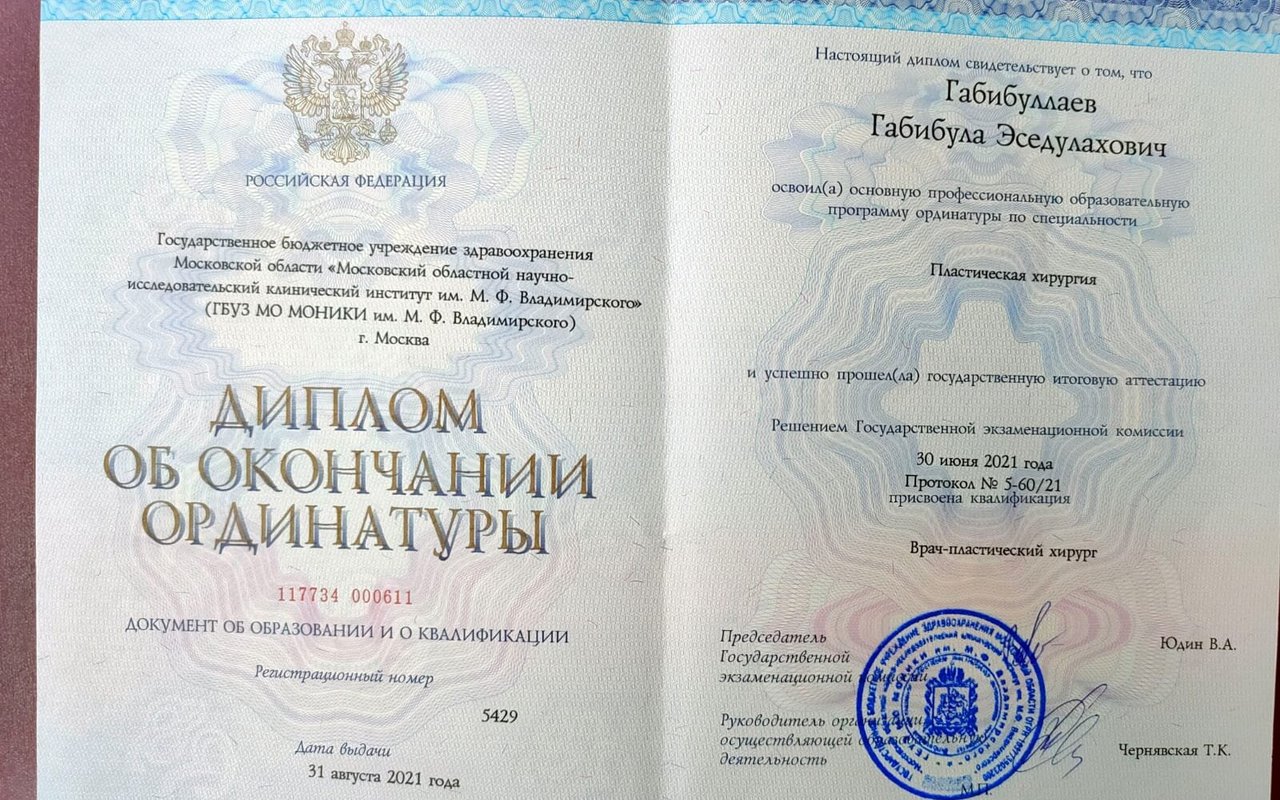 РОССИЙСКАЯ ФЕДЕРАЦИЯ
Государственное бюджетное учреждение здравоохранения
Московской области «Московский областной научно-
исследовательский клинический институт им. М. Ф. Владимирского»
(ГБУЗ МО МОНИКИ им. М. Ф. Владимирского)
г. Москва
ДИПЛОМ
ОБ ОКОНЧАНИИ
ОРДИНАТУРЫ
117734 000611
ДОКУМЕНТ ОБ ОБРАЗОВАНИИ И О КВАЛИФИКАЦИИ
Регистрационный номер
5429
Дата выдачи
31 августа 2021 года
Настоящий диплом свидетельствует о том, что
Габибуллаев
Габибула Эседулахович
освоил(а) основную профессиональную образовательную
программу ординатуры по специальности
Пластическая хирургия
и успешно прошел(ла) государственную итоговую аттестацию
Решением Государственной экзаменационной комиссии
30 июня 2021 года
Протокол № 5-60/21
присвоена квалификация
Врач-пластический хирург
Председатель
Государственной
экзаменационной комиссии
Юдин В.А.
Руководитель организации,
осуществляющей образовательную
деятельность
Чернявская Т.К.
М.П.